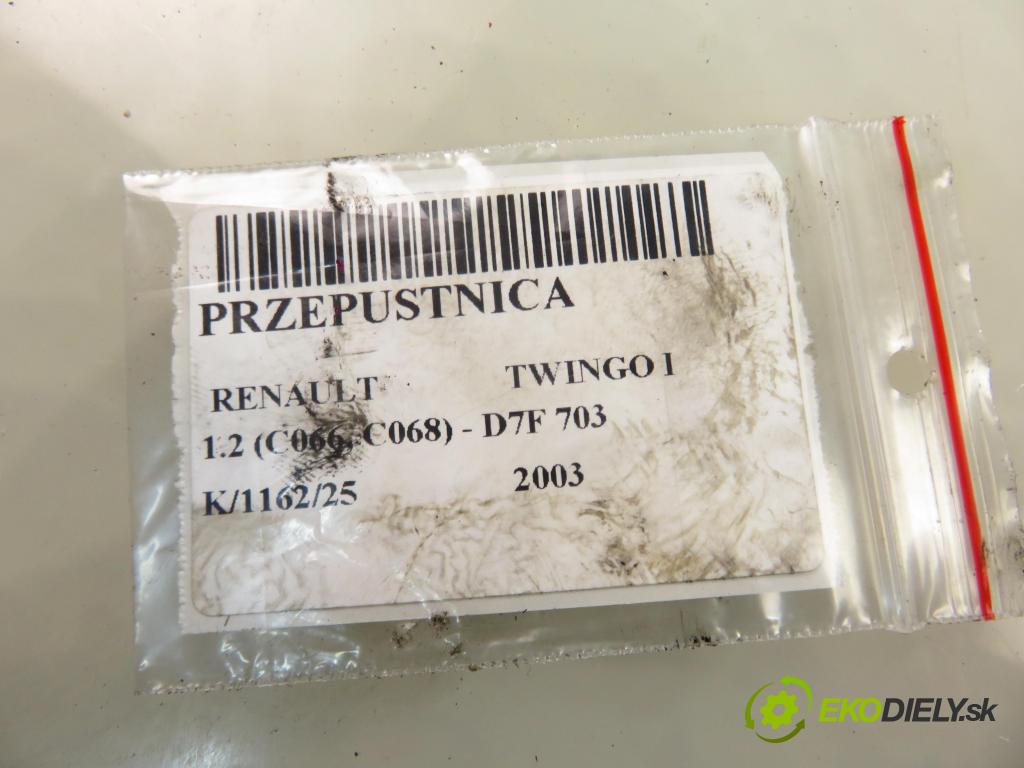 PRZEPUSTNICA
RENAULT TWINGO I
1.2 (C066, C068) - D7F 703
K/1162/25 2003
EKODIELY.sk